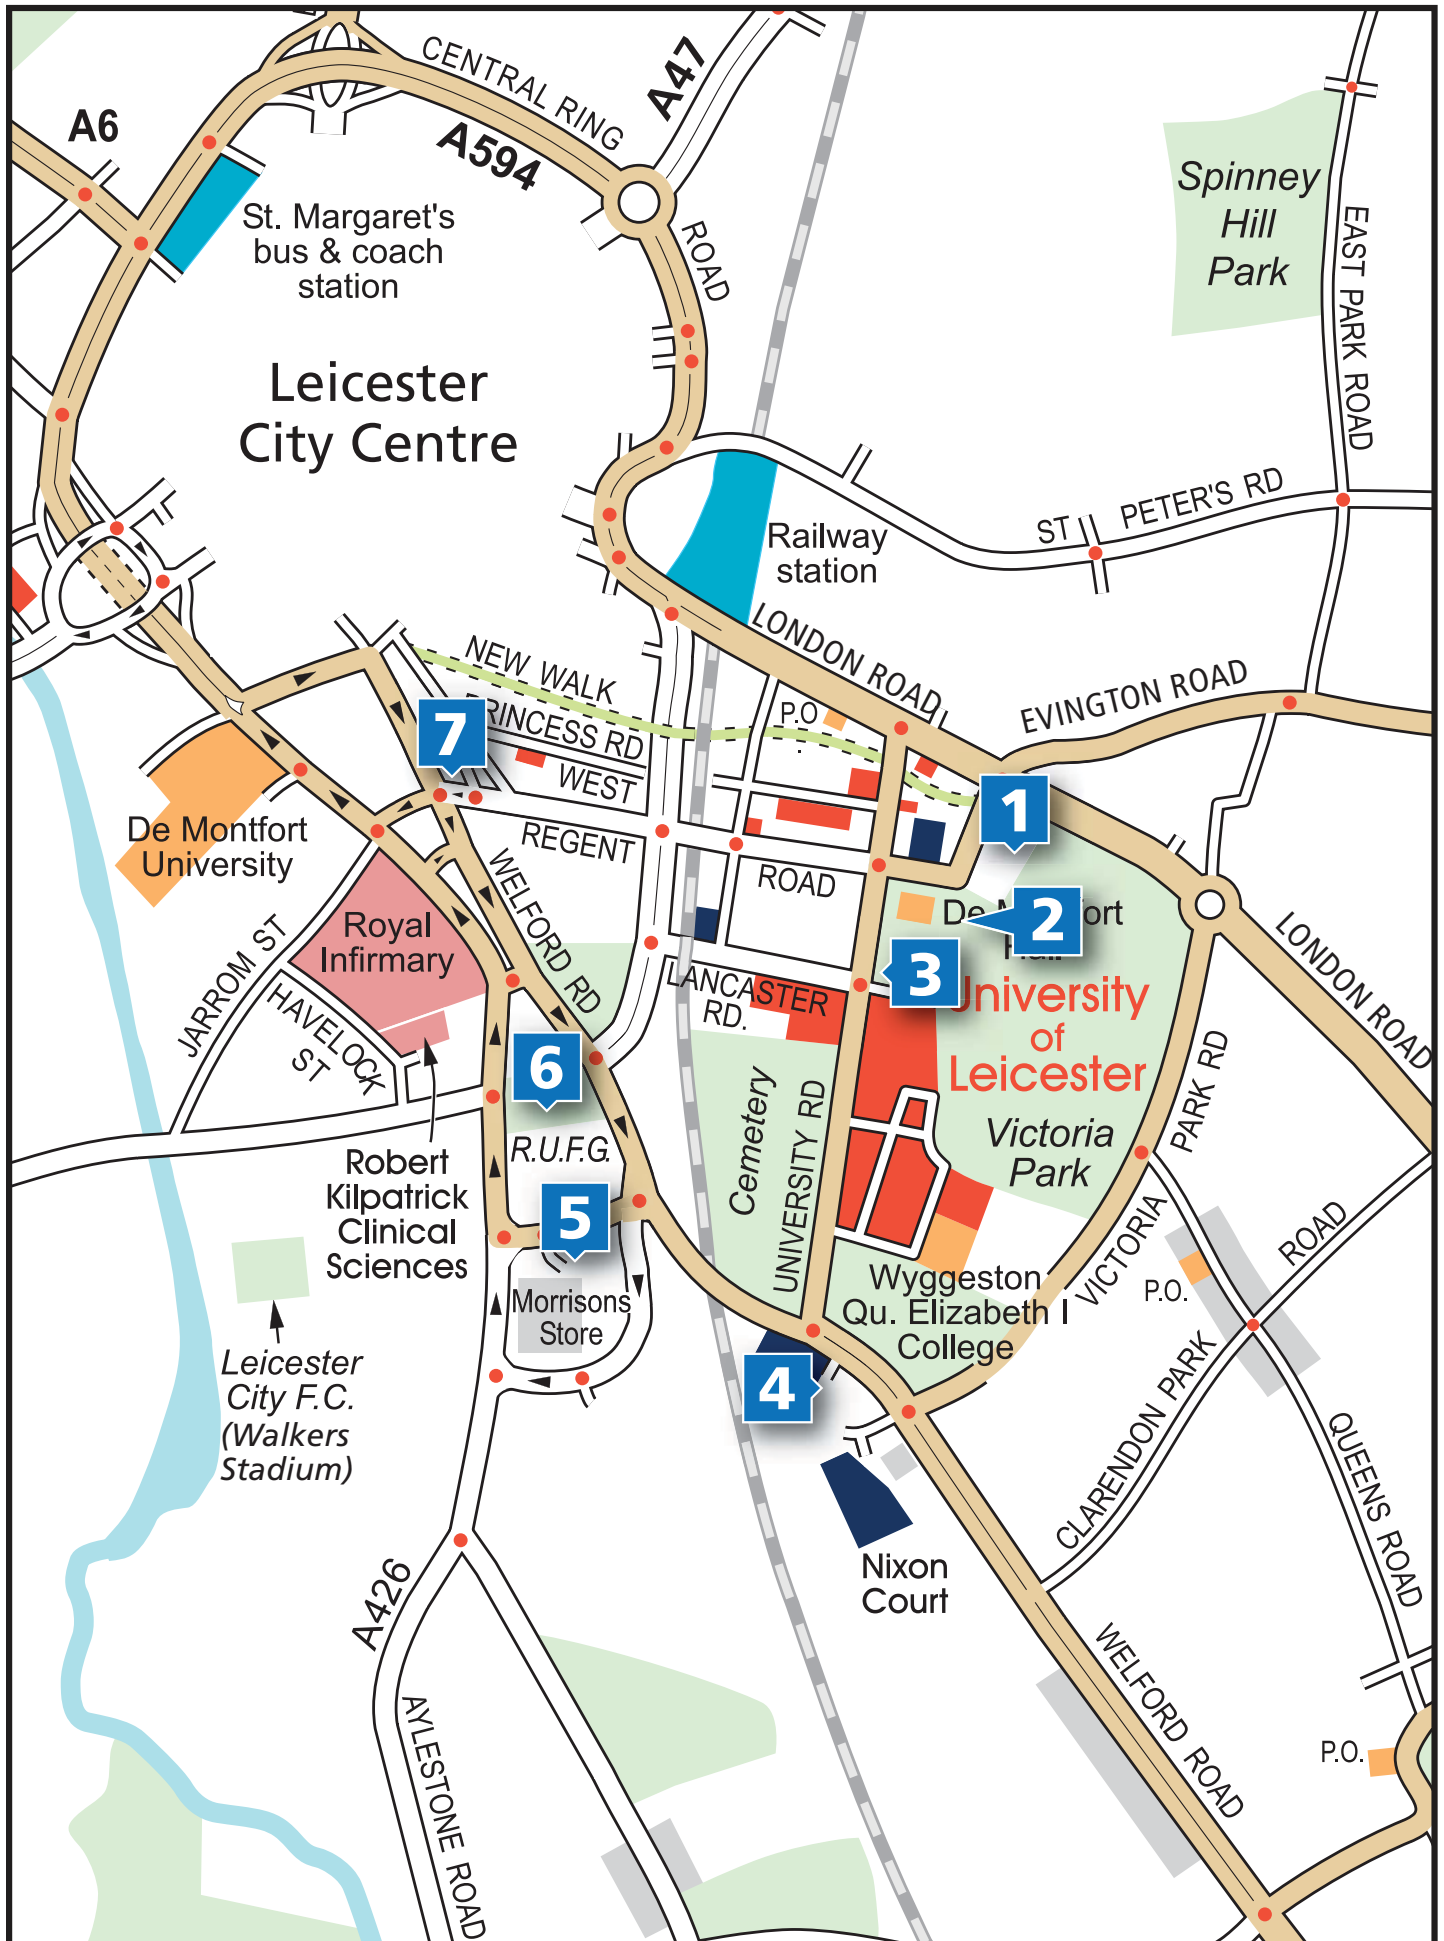 CENTRAL RING
A47
A6
A594
Spinney
Hill
Park
St. Margaret's
bus & coach
station
ROAD
EAST PARK ROAD
Leicester
City Centre
ST PETER'S RD
Railway
station
LONDON ROAD
NEW WALK
EVINGTON ROAD
P.O
7
PRINCESS RD
WEST
1
De Montfort
University
REGENT
ROAD
WELFORD RD
Royal
Infirmary
De Montfort
Hall
2
3
LONDON ROAD
JARROM ST
LANCASTER
RD.
University
of
Leicester
HAVELOCK
ST
6
PARK RD
Cemetery
UNIVERSITY RD
Victoria
Park
R.U.F.G.
Robert
Kilpatrick
Clinical
Sciences
5
VICTORIA
ROAD
Wyggeston
Qu. Elizabeth I
College
P.O.
Morrisons
Store
Leicester
City F.C.
(Walkers
Stadium)
4
CLARENDON PARK
QUEENS ROAD
Nixon
Court
A426
WELFORD ROAD
AYLESTONE ROAD
P.O.